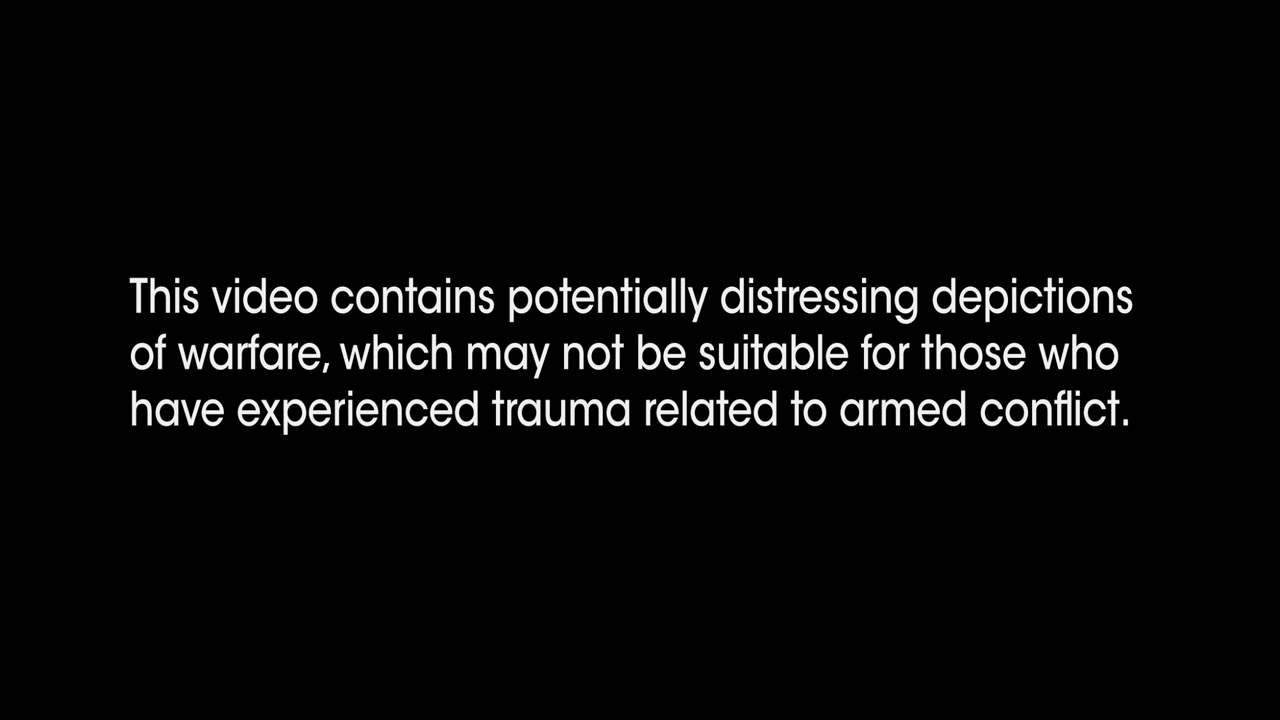 This video contains potentially distressing depictions
of warfare, which may not be suitable for those who
have experienced trauma related to armed conflict.